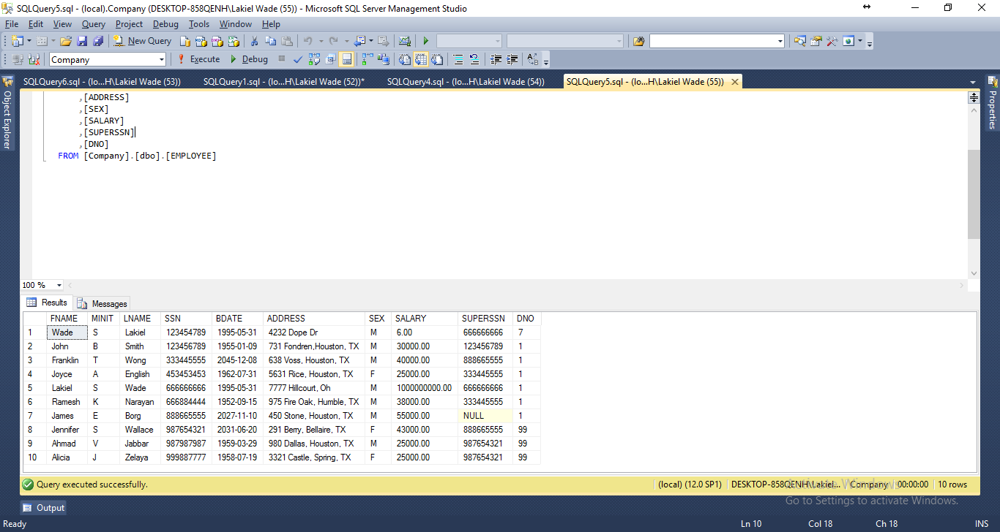 SQLQuery5.sql - (local).Company (DESKTOP-858QENH\Lakiel Wade (55)) - Microsoft SQL Server Management Studio
File Edit View Query Project Debug Tools Window Help
New Query
Company Execute Debug
SQLQuery6.sql - (lo...H\Lakiel Wade (53)) SQLQuery1.sql - (lo...H\Lakiel Wade (52))* SQLQuery4.sql - (lo...H\Lakiel Wade (54)) SQLQuery5.sql - (lo...H\Lakiel Wade (55))
Object Explorer
Properties
,[ADDRESS]
,[SEX]
,[SALARY]
,[SUPERSSN]
,[DNO]
FROM [Company].[dbo].[EMPLOYEE]
100 %
Results Messages
FNAME MINIT LNAME SSN BDATE ADDRESS SEX SALARY SUPERSSN DNO
1 Wade S Lakiel 123454789 1995-05-31 4232 Dope Dr M 6.00 666666666 7
2 John B Smith 123456789 1955-01-09 731 Fondren,Houston, TX M 30000.00 123456789 1
3 Franklin T Wong 333445555 2045-12-08 638 Voss, Houston, TX M 40000.00 888665555 1
4 Joyce A English 453453453 1962-07-31 5631 Rice, Houston, TX F 25000.00 333445555 1
5 Lakiel S Wade 666666666 1995-05-31 7777 Hillcourt, Oh M 1000000000.00 666666666 1
6 Ramesh K Narayan 666884444 1952-09-15 975 Fire Oak, Humble, TX M 38000.00 333445555 1
7 James E Borg 888665555 2027-11-10 450 Stone, Houston, TX M 55000.00 NULL 1
8 Jennifer S Wallace 987654321 2031-06-20 291 Berry, Bellaire, TX F 43000.00 888665555 99
9 Ahmad V Jabbar 987987987 1959-03-29 980 Dallas, Houston, TX M 25000.00 987654321 99
10 Alicia J Zelaya 999887777 1958-07-19 3321 Castle, Spring, TX F 25000.00 987654321 99
Query executed successfully. (local) (12.0 SP1) DESKTOP-858QENH\Lakiel... Company 00:00:00 10 rows
Activate Windows
Go to Settings to activate Windows.
Output
Ready Ln 10 Col 18 Ch 18 INS